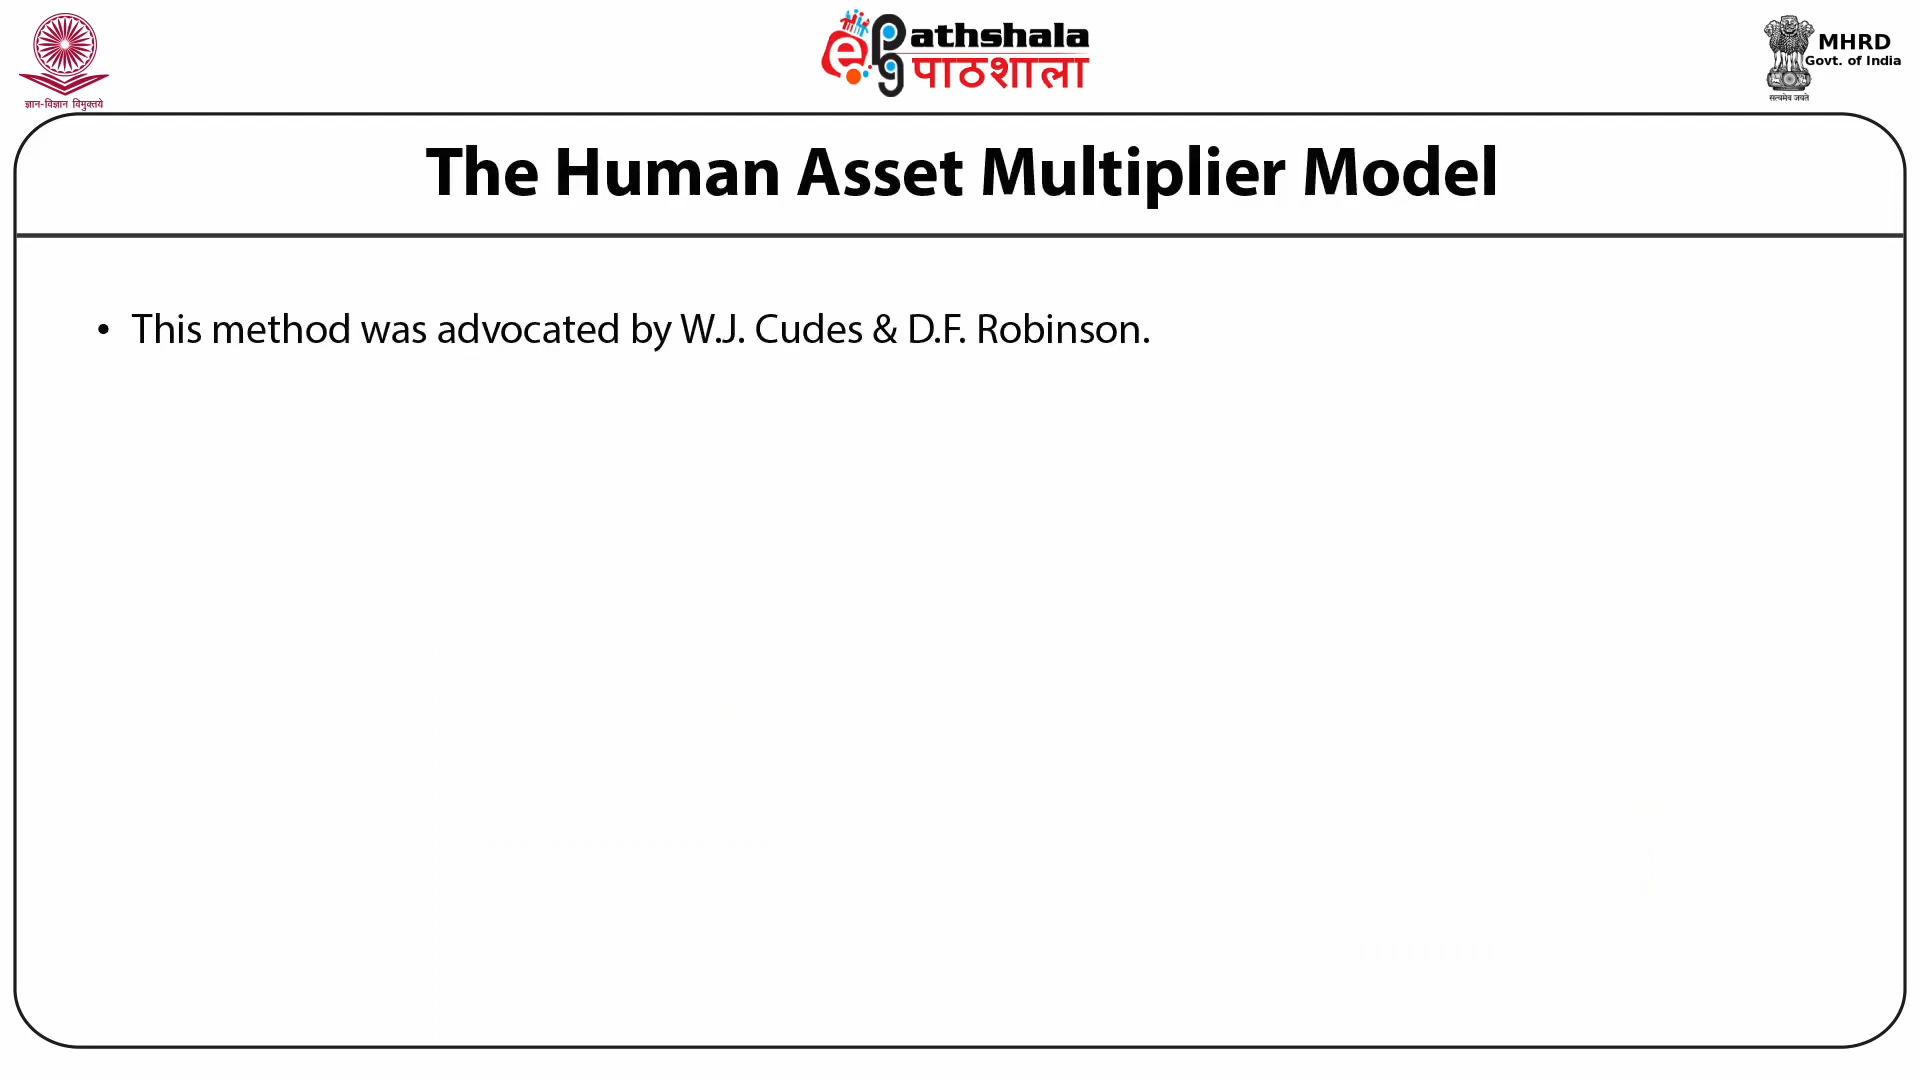 ज्ञान-विज्ञान विमुक्तये
ePgathshala
पाठशाला
MHRD
Govt. of India
सत्यमेव जयते
The Human Asset Multiplier Model
• This method was advocated by W.J. Cudes & D.F. Robinson.